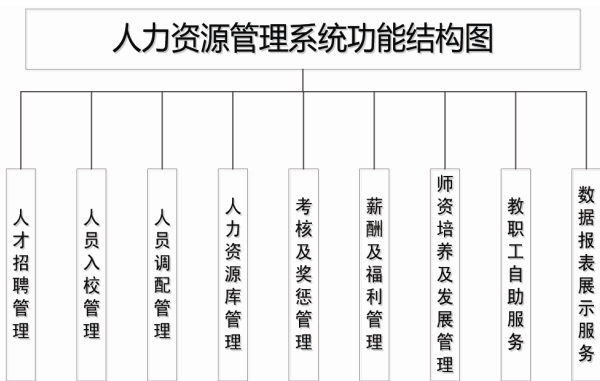 人力资源管理系统功能结构图
人才招聘管理
人员入校管理
人员调配管理
人力资源库管理
考核及奖惩管理
薪酬及福利管理
师资培养及发展管理
教职工自助服务
数据报表展示服务